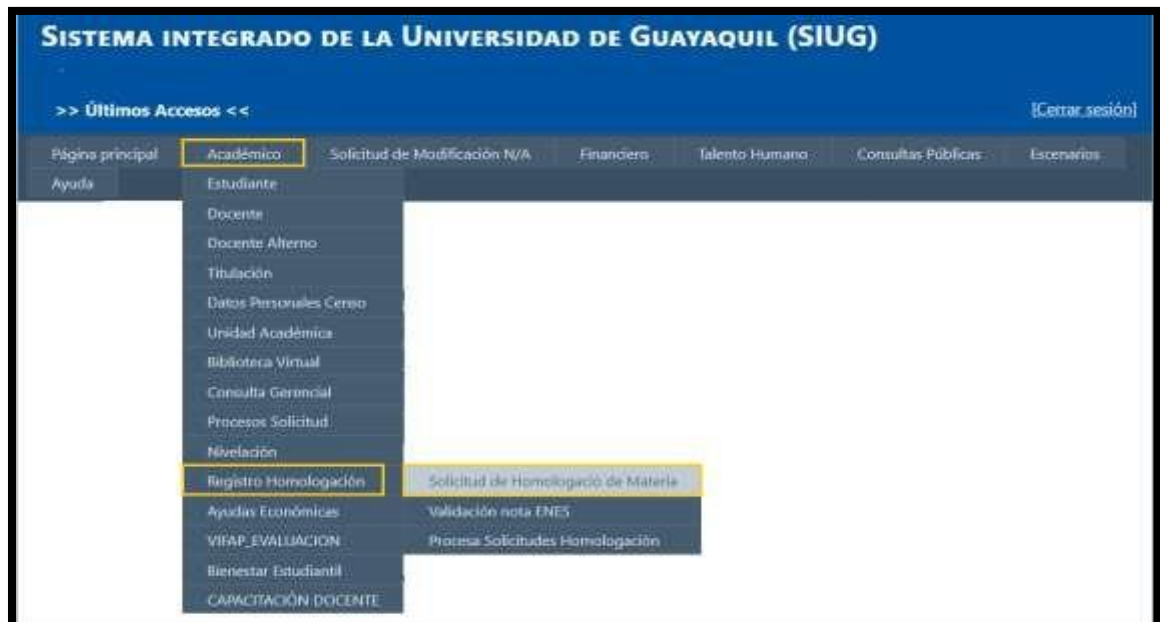 SISTEMA INTEGRADO DE LA UNIVERSIDAD DE GUAYAQUIL (SIUG)
>> Últimos Accesos <<
[Cerrar sesión]
Página principal Académico Solicitud de Modificación N/A Financiero Talento Humano Consultas Públicas Escenarios
Ayuda
Estudiante
Docente
Docente Alterno
Titulación
Datos Personales Censo
Unidad Académica
Biblioteca Virtual
Consulta Gerencial
Procesos Solicitud
Nivelación
Registro Homologación Solicitud de Homologació de Materia
Ayudas Económicas Validación nota ENES
VIFAP_EVALUACION Procesa Solicitudes Homologación
Bienestar Estudiantil
CAPACITACIÓN DOCENTE